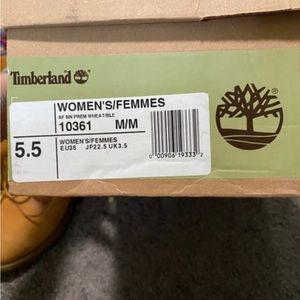 Timberland
WOMEN'S/FEMMES
AF 6IN PREM WHEAT/BLE
10361 M/M
5.5
WOMEN'S/FEMMES
EU36 JP22.5 UK3.5
0 00906 19333 2